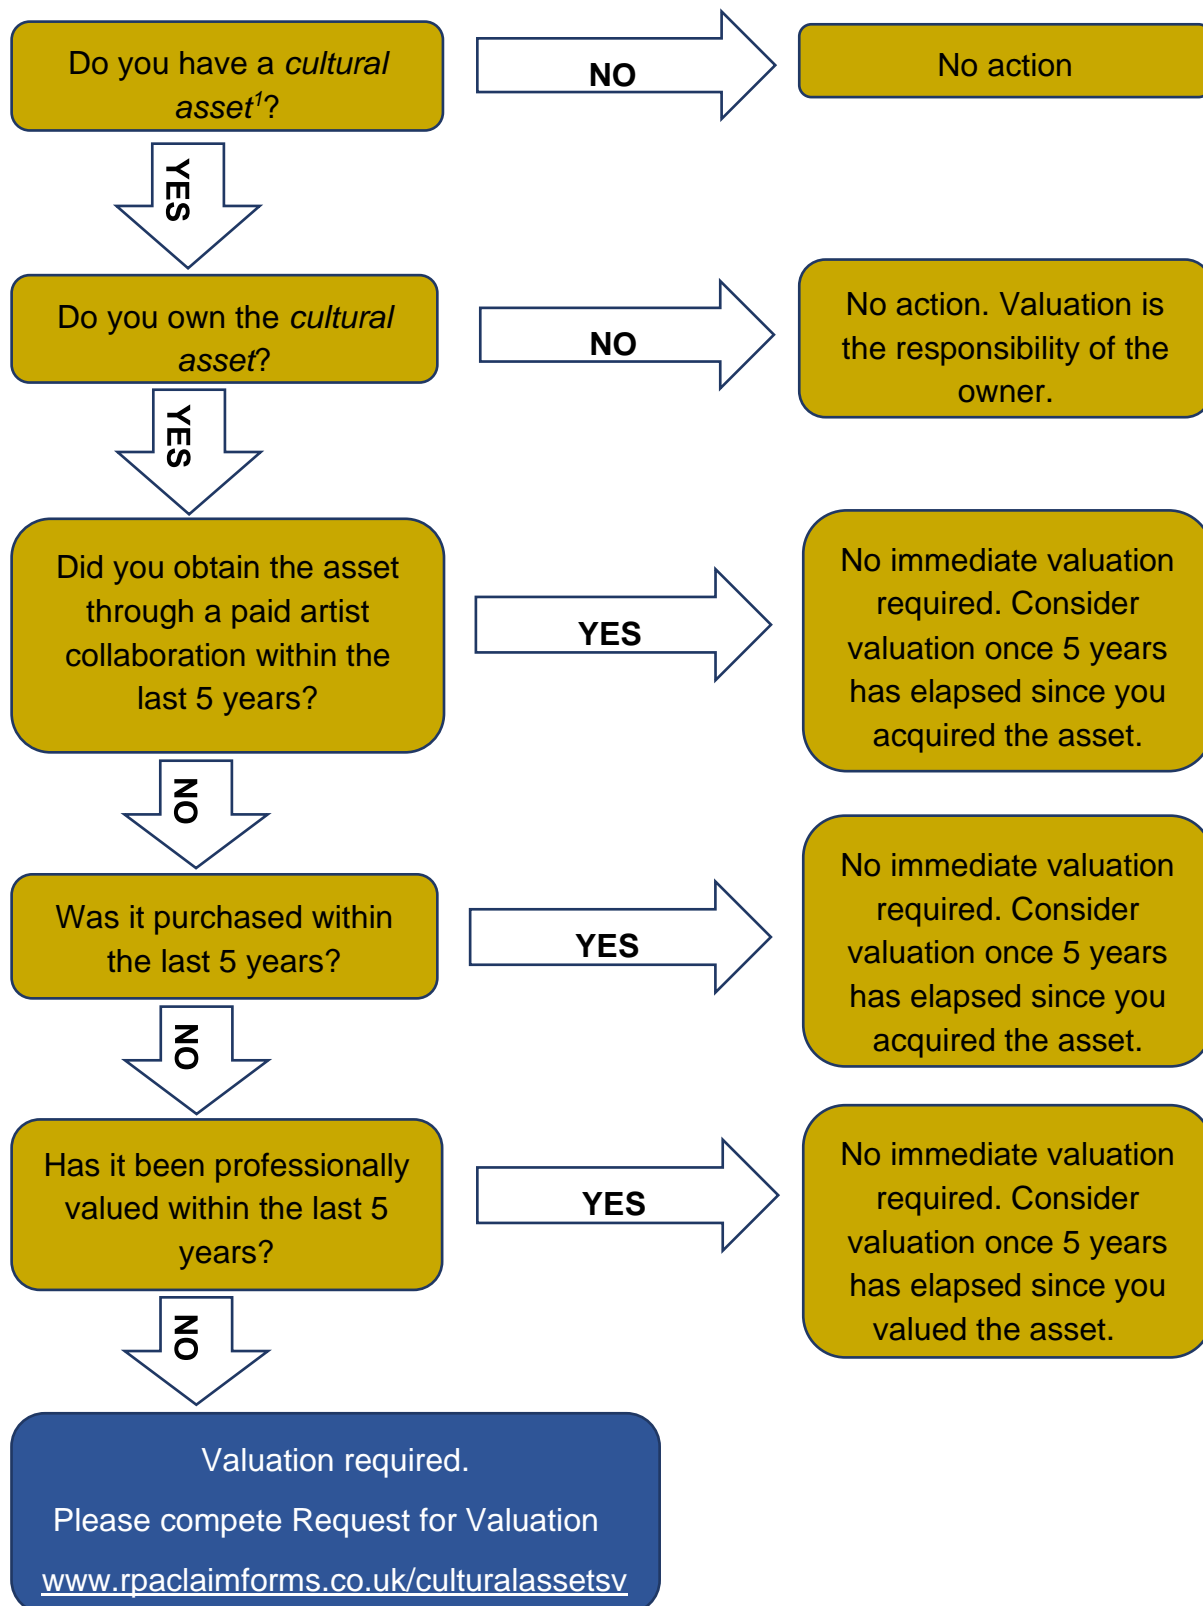 Do you have a cultural
asset¹?
NO
No action
YES
Do you own the cultural
asset?
NO
No action. Valuation is
the responsibility of the
owner.
YES
Did you obtain the asset
through a paid artist
collaboration within the
last 5 years?
YES
No immediate valuation
required. Consider
valuation once 5 years
has elapsed since you
acquired the asset.
NO
Was it purchased within
the last 5 years?
YES
No immediate valuation
required. Consider
valuation once 5 years
has elapsed since you
acquired the asset.
NO
Has it been professionally
valued within the last 5
years?
YES
No immediate valuation
required. Consider
valuation once 5 years
has elapsed since you
valued the asset.
NO
Valuation required.
Please compete Request for Valuation
www.rpaclaimforms.co.uk/culturalassetsv